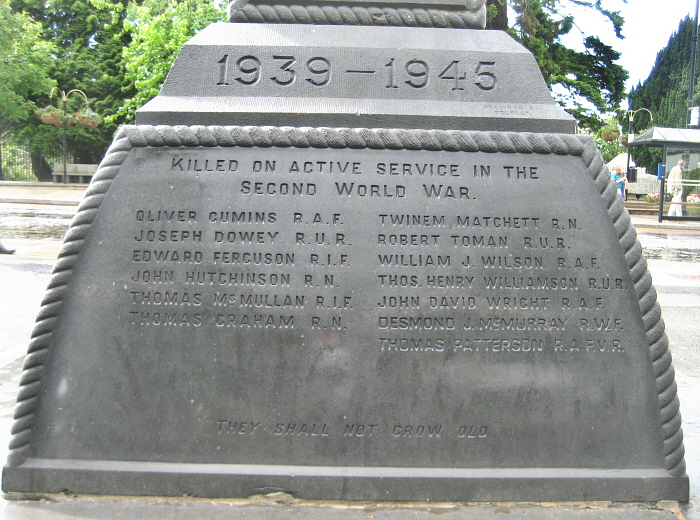 1939-1945
KILLED ON ACTIVE SERVICE IN THE
SECOND WORLD WAR.
OLIVER CUMINS R.A.F.
JOSEPH DOWEY R.U.R.
EDWARD FERGUSON R.I.F.
JOHN HUTCHINSON R.N.
THOMAS McMULLAN R.I.F.
THOMAS GRAHAM R.N.
TWINEM, MATCHETT R.N.
ROBERT TOMAN R.U.R.
WILLIAM J. WILSON R.A.F.
THOS. HENRY WILLIAMSON R.U.R.
JOHN DAVID WRIGHT R.A.F.
DESMOND J. McMURRAY R.W.F.
THOMAS PATTERSON R.A.F.V.R.
THEY SHALL NOT GROW OLD